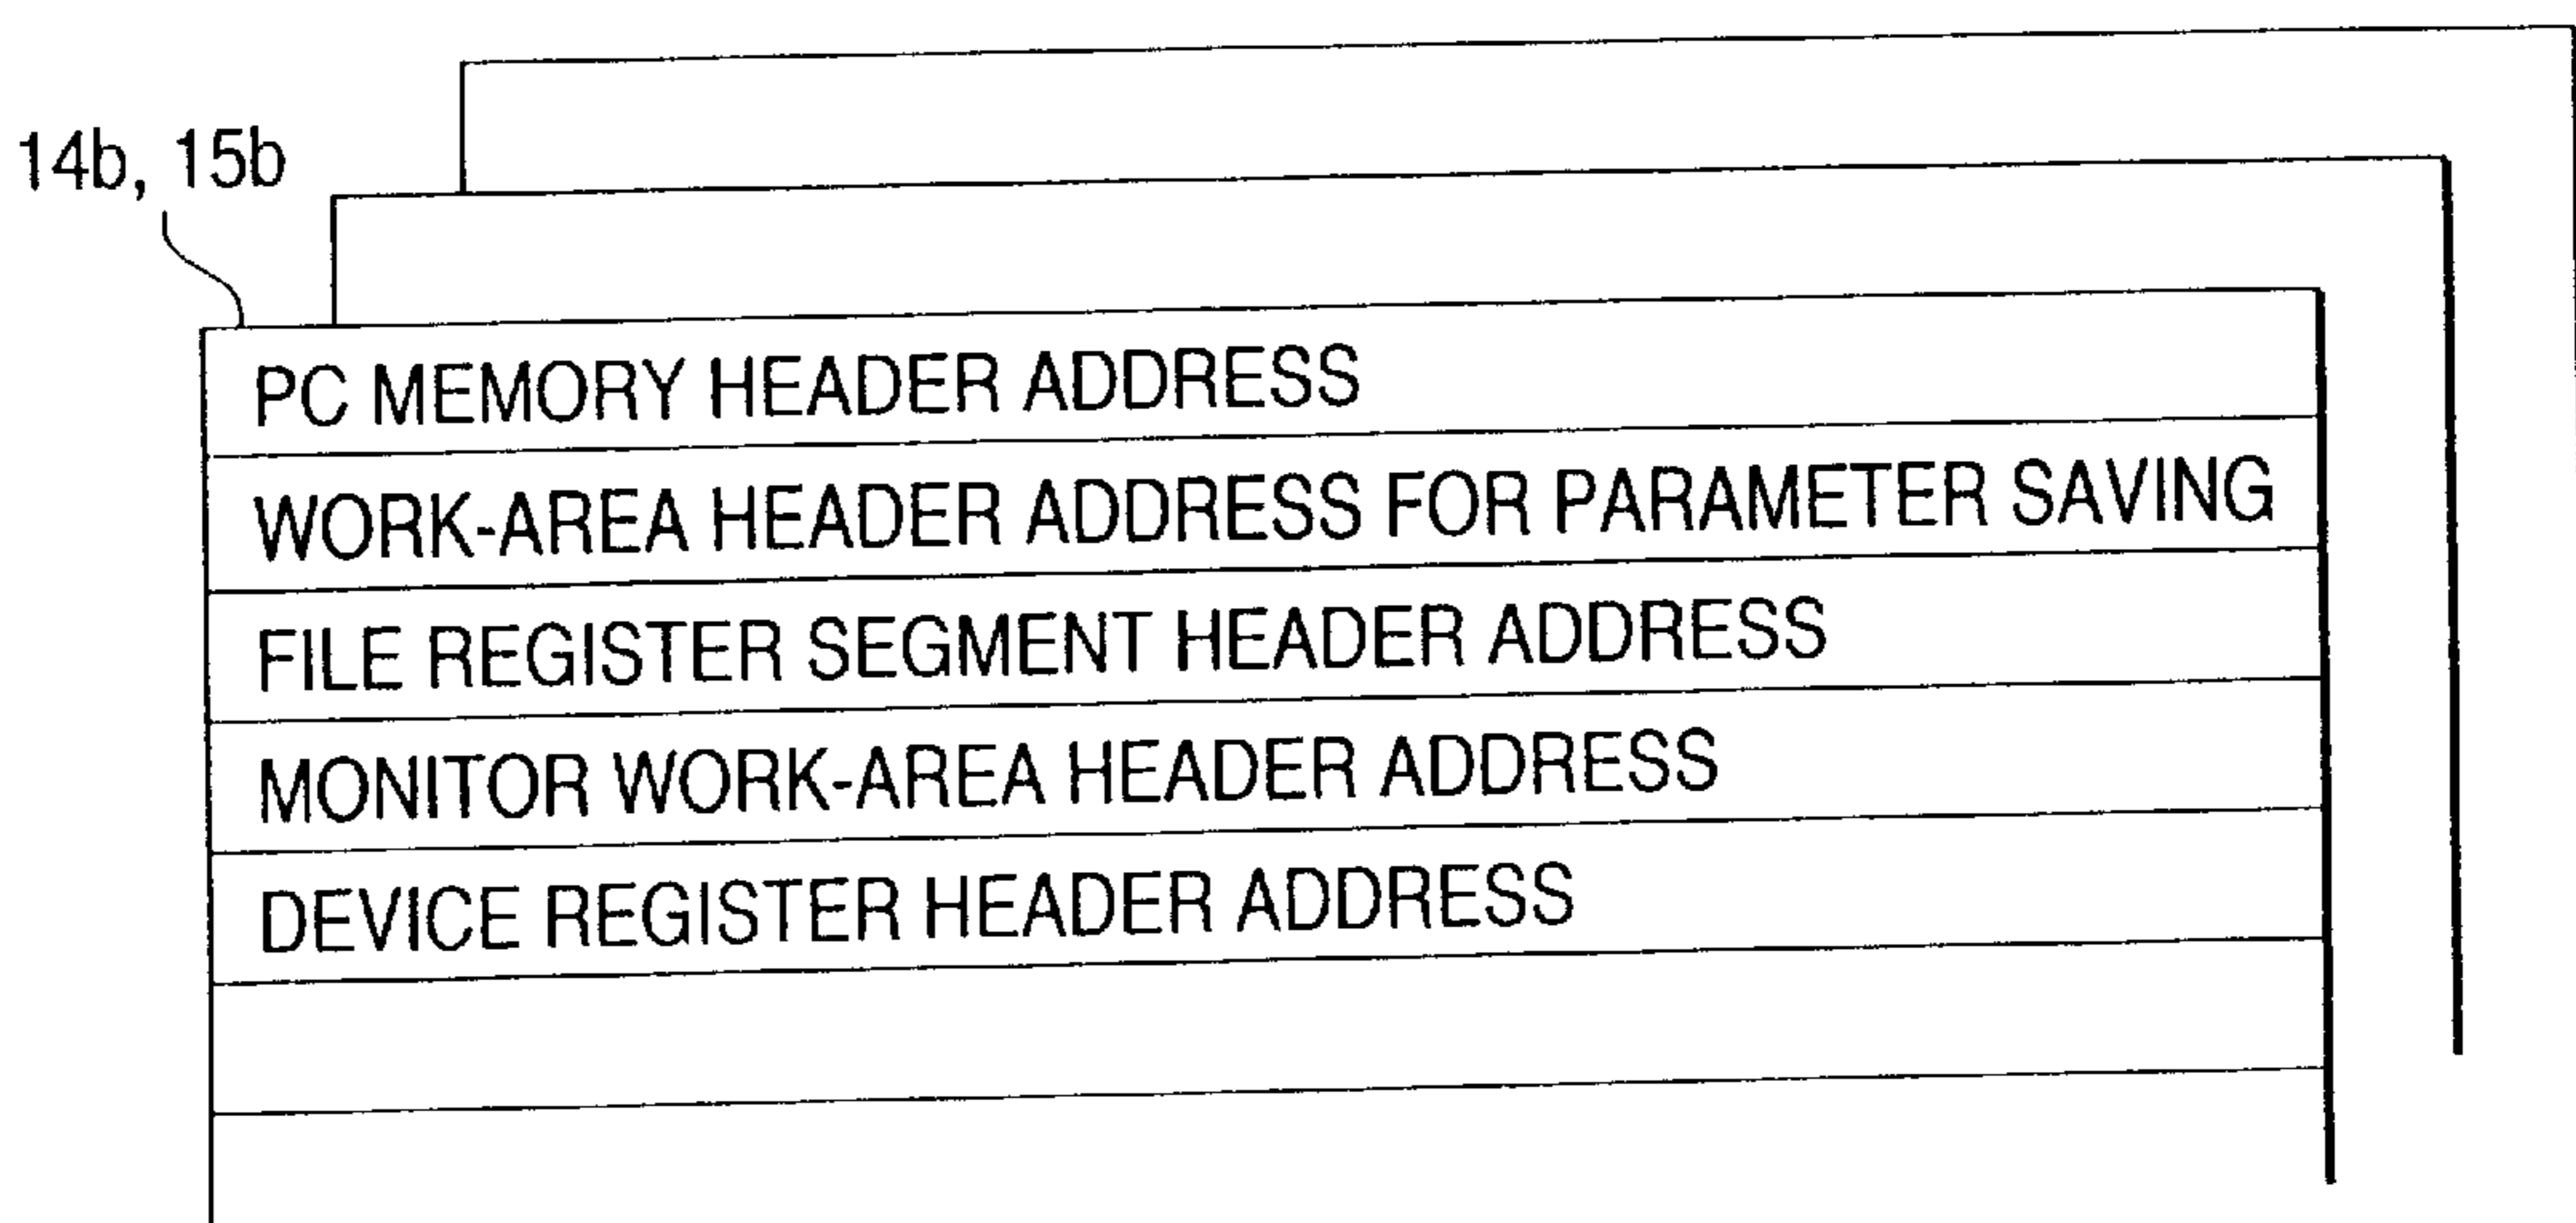 14b, 15b
PC MEMORY HEADER ADDRESS
WORK-AREA HEADER ADDRESS FOR PARAMETER SAVING
FILE REGISTER SEGMENT HEADER ADDRESS
MONITOR WORK-AREA HEADER ADDRESS
DEVICE REGISTER HEADER ADDRESS